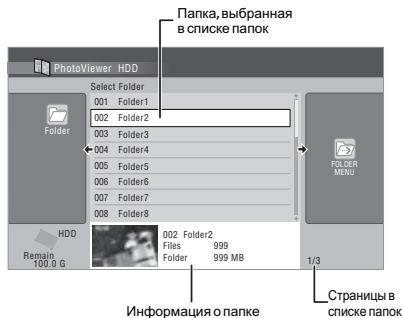 Папка, выбранная
в списке папок
PhotoViewer HDD
Select Folder
001 Folder1
002 Folder2
003 Folder3
004 Folder4
005 Folder5
006 Folder6
007 Folder7
008 Folder8
Folder
FOLDER
MENU
HDD
Remain
100.0 G
002 Folder2
Files 999
Folder 999 MB
1/3
Информация о папке
Страницы в
списке папок